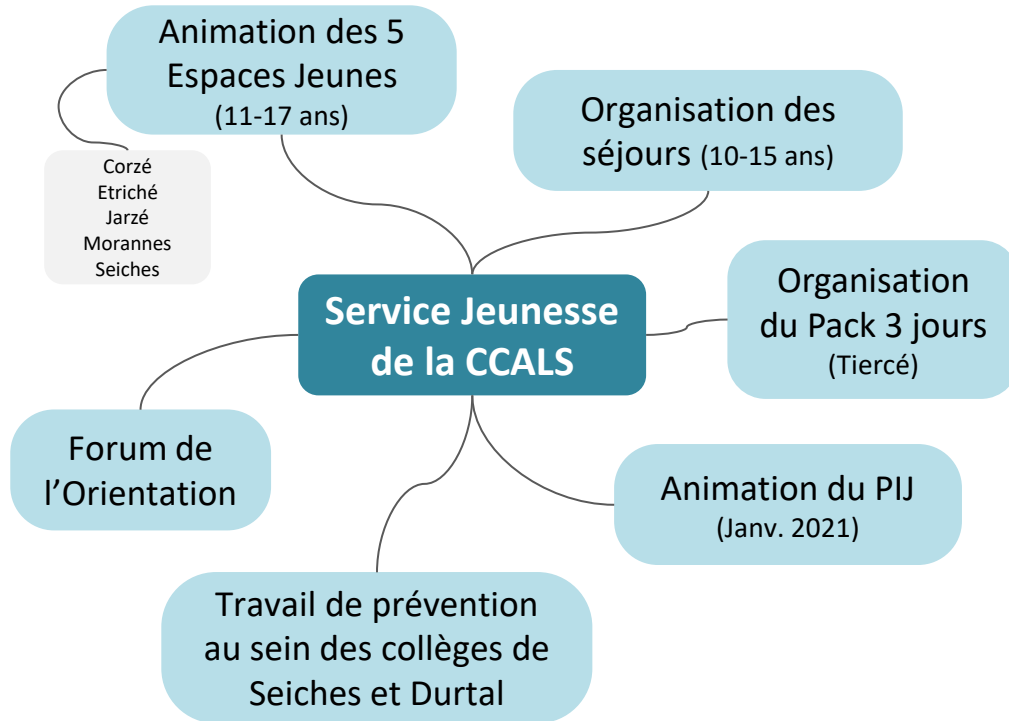 Animation des 5
Espaces Jeunes
(11-17 ans)
Corzé
Etriché
Jarzé
Morannes
Seiches
Organisation des
séjours (10-15 ans)
Service Jeunesse
de la CCALS
Organisation
du Pack 3 jours
(Tiercé)
Forum de
l’Orientation
Animation du PIJ
(Janv. 2021)
Travail de prévention
au sein des collèges de
Seiches et Durtal